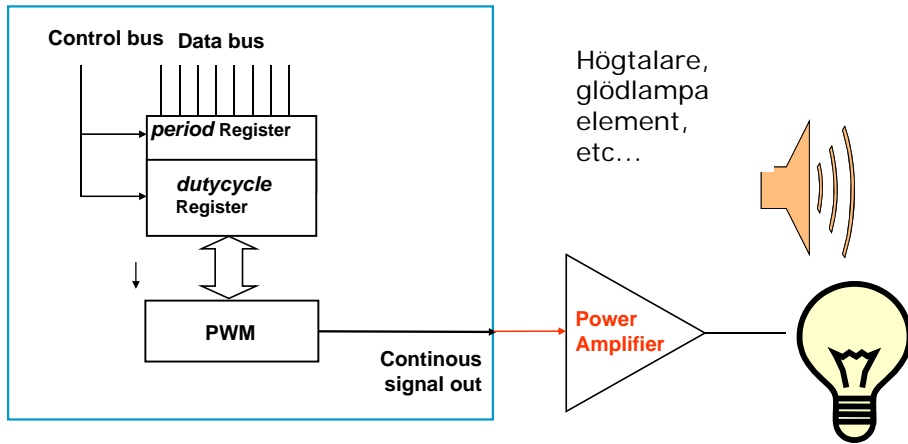 Control bus
Data bus
period Register
dutycycle
Register
PWM
Continous
signal out
Power
Amplifier
Högtalare,
glödlampa
element,
etc...